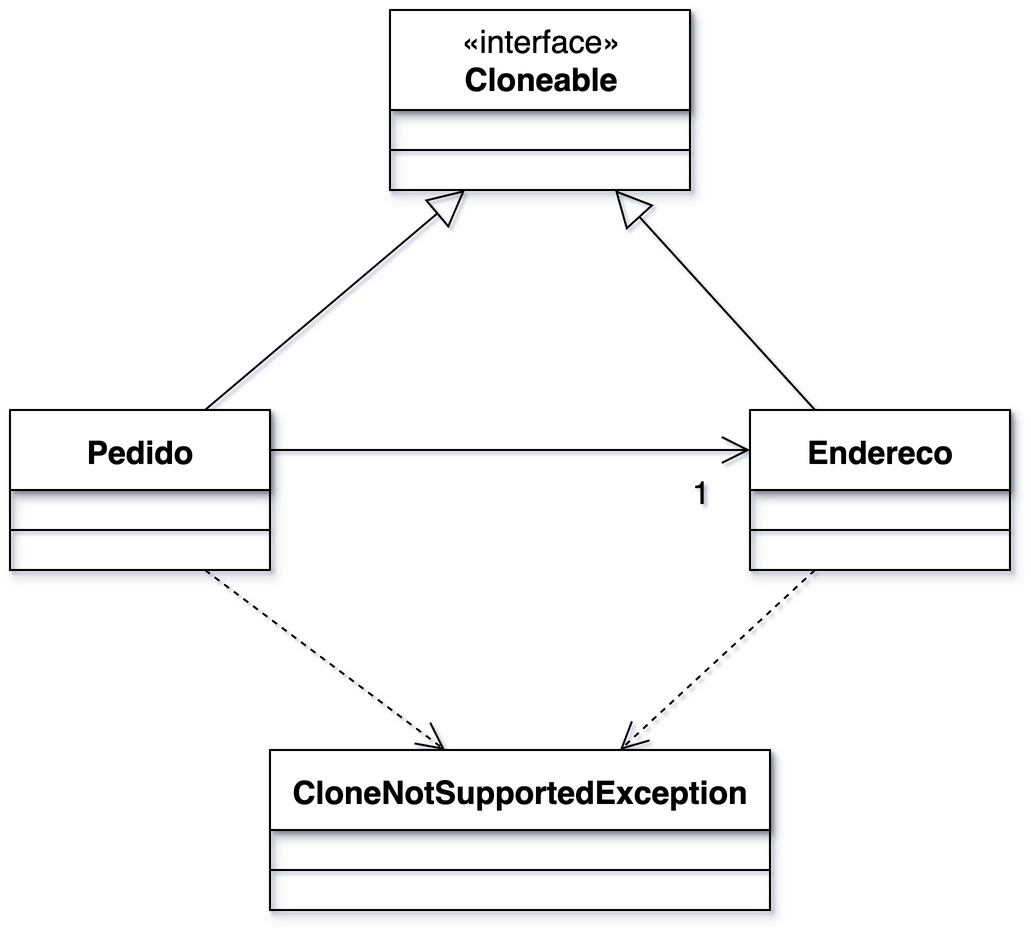 «interface»
Cloneable
Pedido
Endereco
1
CloneNotSupportedException